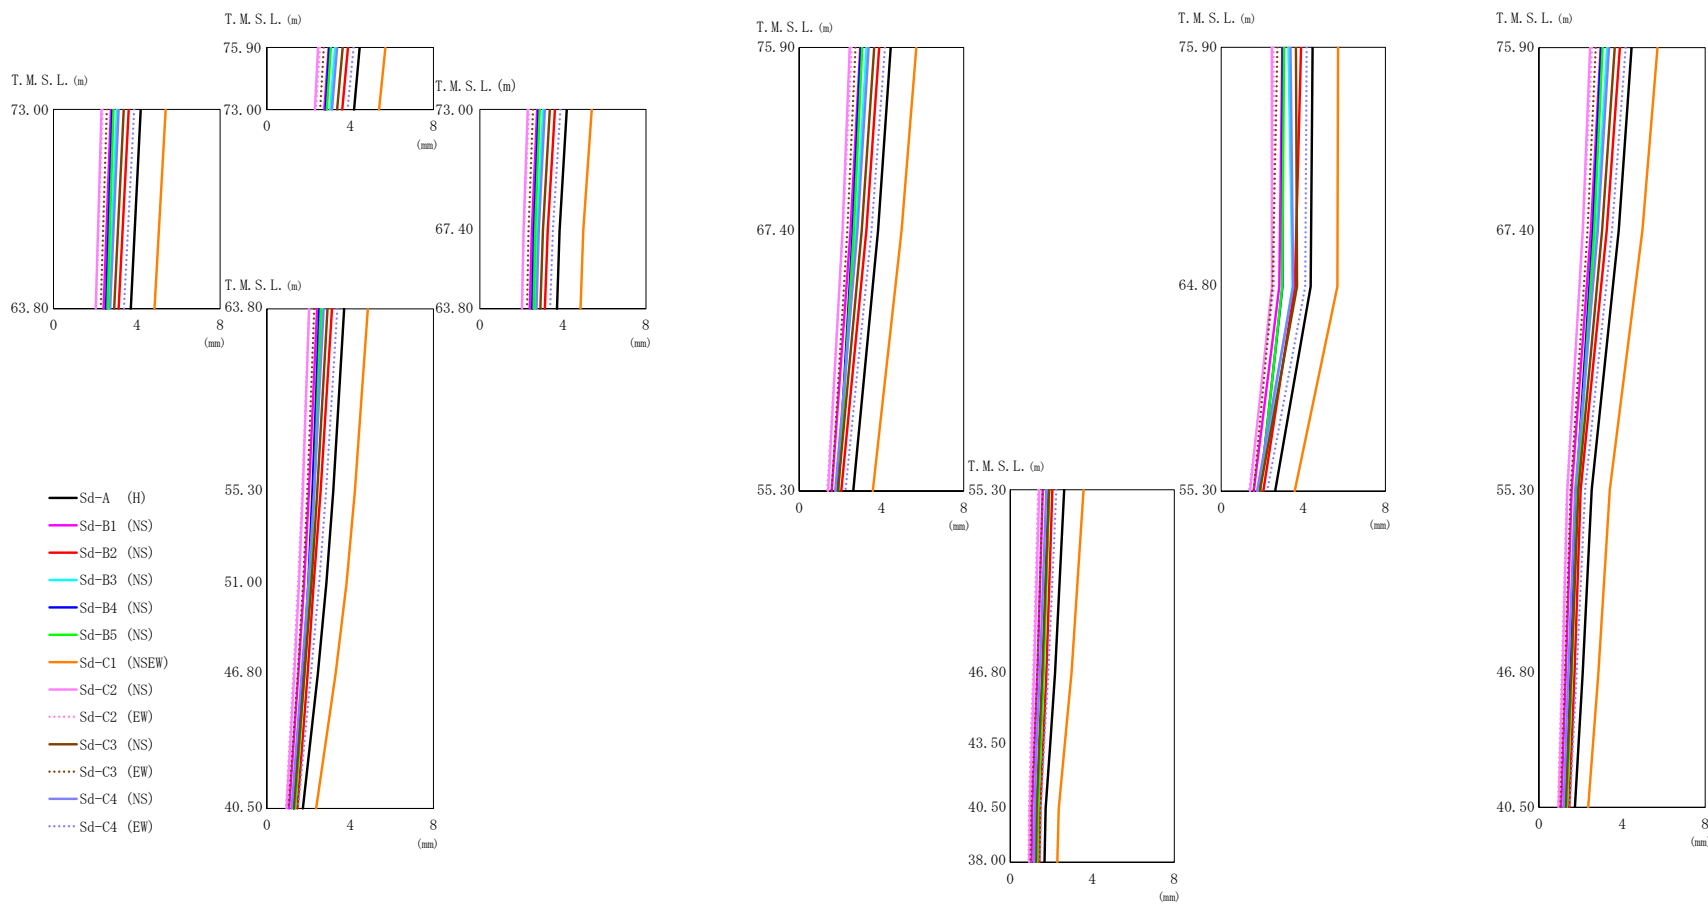 T.M.S.L.(m)
75.90
73.00
0 4 8
(mm)
T.M.S.L.(m)
73.00
63.80
0 4 8
(mm)
T.M.S.L.(m)
73.00
67.40
63.80
0 4 8
(mm)
T.M.S.L.(m)
63.80
55.30
51.00
46.80
40.50
0 4 8
(mm)
Sd-A (H)
Sd-B1 (NS)
Sd-B2 (NS)
Sd-B3 (NS)
Sd-B4 (NS)
Sd-B5 (NS)
Sd-C1 (NSEW)
Sd-C2 (NS)
Sd-C2 (EW)
Sd-C3 (NS)
Sd-C3 (EW)
Sd-C4 (NS)
Sd-C4 (EW)
T.M.S.L.(m)
75.90
67.40
55.30
0 4 8
(mm)
T.M.S.L.(m)
55.30
46.80
43.50
40.50
38.00
0 4 8
(mm)
T.M.S.L.(m)
75.90
64.80
55.30
0 4 8
(mm)
T.M.S.L.(m)
75.90
67.40
55.30
46.80
40.50
0 4 8
(mm)